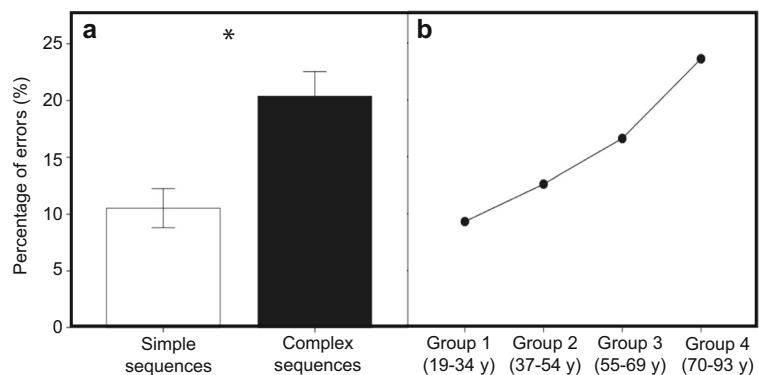 a
*
b
Percentage of errors (%)
25
20
15
10
5
0
Simple
sequences
Complex
sequences
Group 1
(19-34 y)
Group 2
(37-54 y)
Group 3
(55-69 y)
Group 4
(70-93 y)